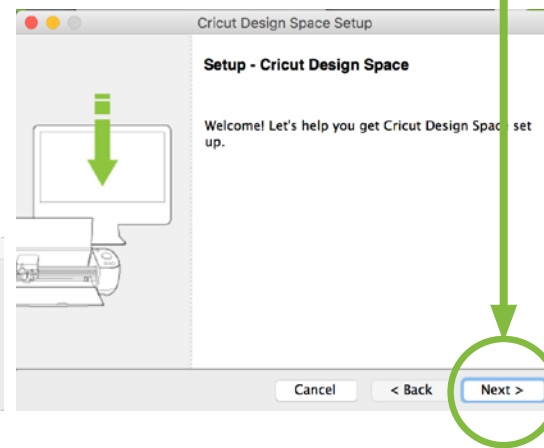 Cricut Design Space Setup
Setup - Cricut Design Space
Welcome! Let's help you get Cricut Design Space set
up.
Cancel < Back Next >